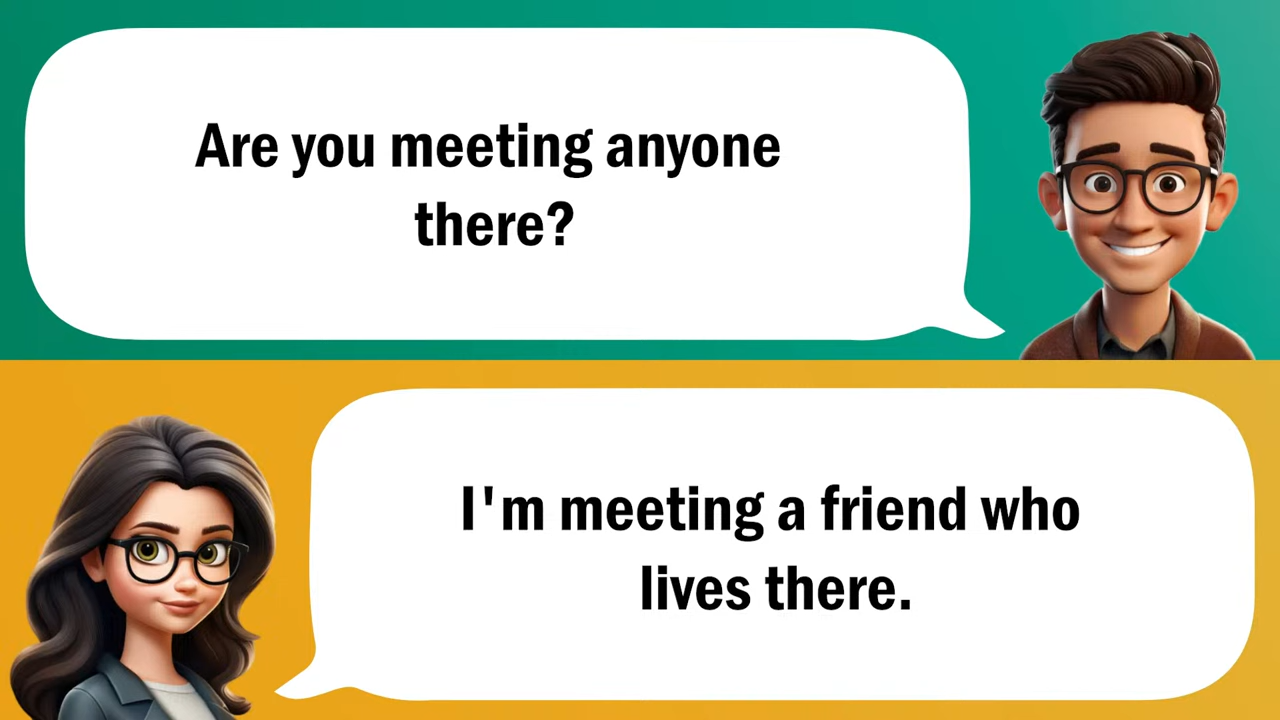 Are you meeting anyone
there?
I'm meeting a friend who
lives there.